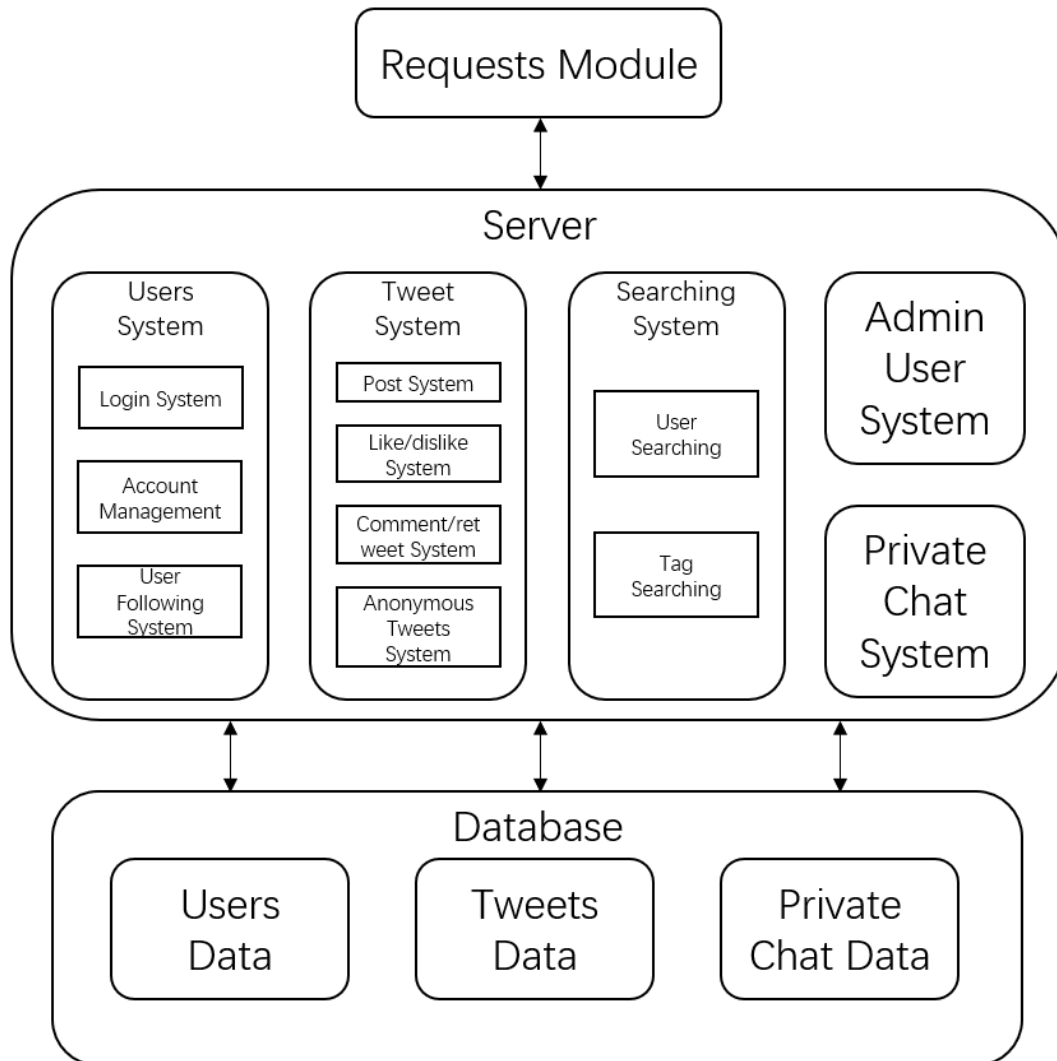 Requests Module
Server
Users
System
Login System
Account
Management
User
Following
System
Tweet
System
Post System
Like/dislike
System
Comment/ret
weet System
Anonymous
Tweets
System
Searching
System
User
Searching
Tag
Searching
Admin
User
System
Private
Chat
System
Database
Users
Data
Tweets
Data
Private
Chat Data